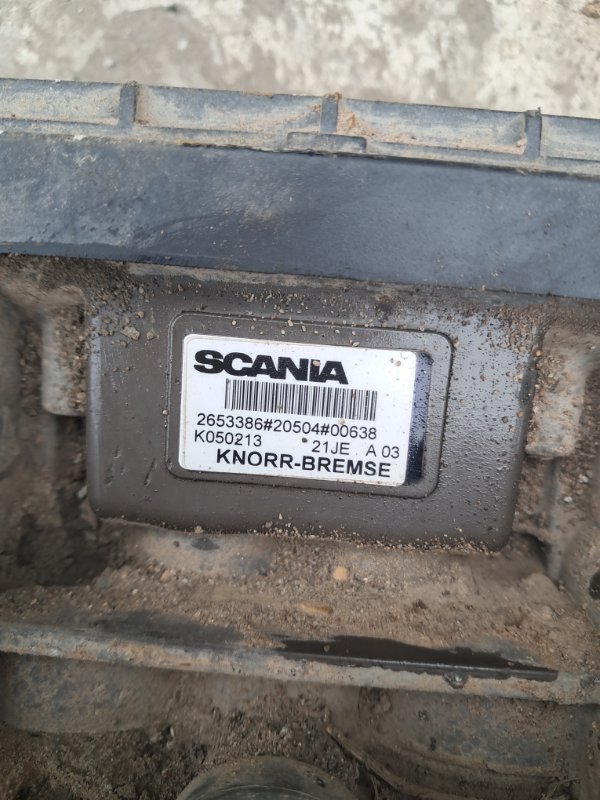 SCANIA
2653386#20504#00638
K050213 21JE A 03
KNORR-BREMSE